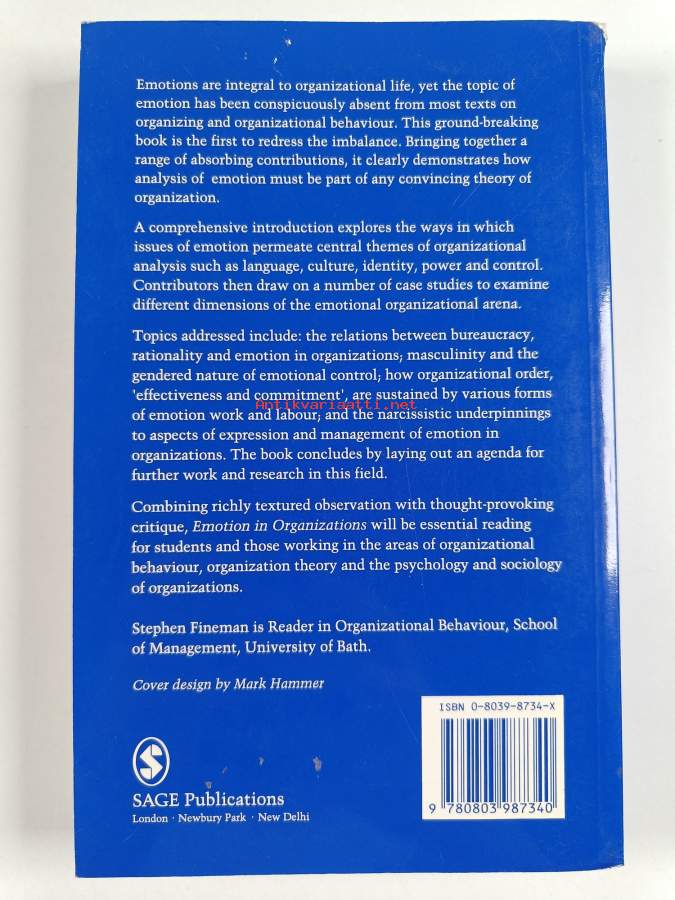 Emotions are integral to organizational life, yet the topic of
emotion has been conspicuously absent from most texts on
organizing and organizational behaviour. This ground-breaking
book is the first to redress the imbalance. Bringing together a
range of absorbing contributions, it clearly demonstrates how
analysis of emotion must be part of any convincing theory of
organization.
A comprehensive introduction explores the ways in which
issues of emotion permeate central themes of organizational
analysis such as language, culture, identity, power and control.
Contributors then draw on a number of case studies to examine
different dimensions of the emotional organizational arena.
Topics addressed include: the relations between bureaucracy,
rationality and emotion in organizations; masculinity and the
gendered nature of emotional control; how organizational order,
'effectiveness and commitment', are sustained by various forms
Antikvariaatti.net
of emotion work and labour; and the narcissistic underpinnings
to aspects of expression and management of emotion in
organizations. The book concludes by laying out an agenda for
further work and research in this field.
Combining richly textured observation with thought-provoking
critique, Emotion in Organizations will be essential reading
for students and those working in the areas of organizational
behaviour, organization theory and the psychology and sociology
of organizations.
Stephen Fineman is Reader in Organizational Behaviour, School
of Management, University of Bath.
Cover design by Mark Hammer
ISBN 0-8039-8734-X
9 780803 987340
S
SAGE Publications
London · Newbury Park · New Delhi